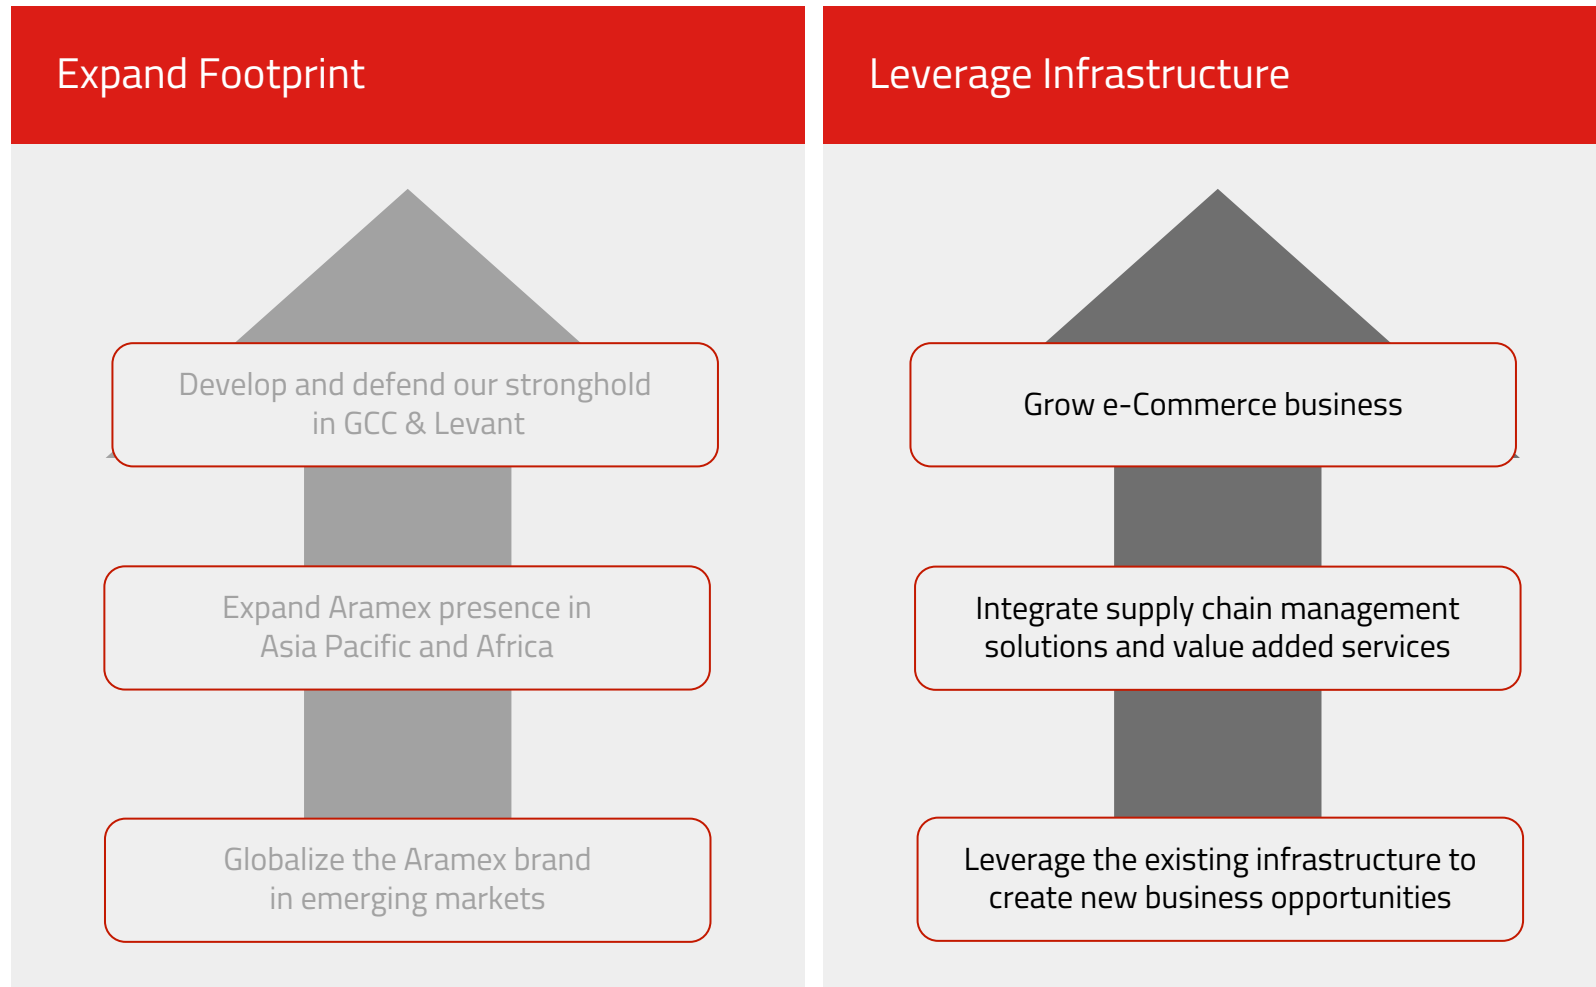 Expand Footprint
Develop and defend our stronghold
in GCC & Levant
Expand Aramex presence in
Asia Pacific and Africa
Globalize the Aramex brand
in emerging markets
Leverage Infrastructure
Grow e-Commerce business
Integrate supply chain management
solutions and value added services
Leverage the existing infrastructure to
create new business opportunities